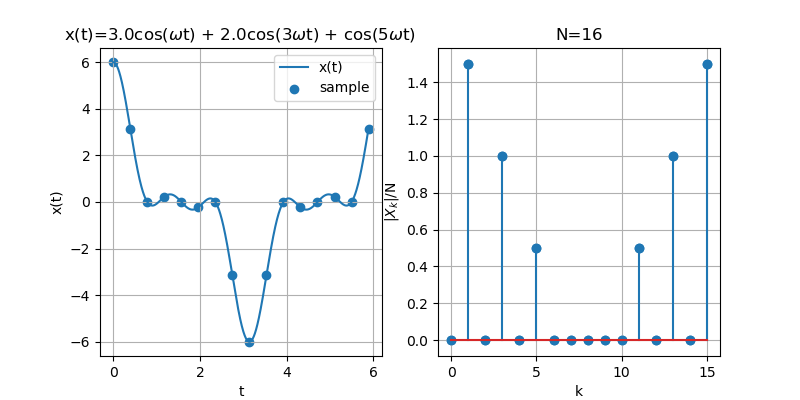 x(t)=3.0cos(ωt) + 2.0cos(3ωt) + cos(5ωt)
x(t)
sample
6
4
2
0
−2
−4
−6
x(t)
0
2
4
6
t
N=16
1.4
1.2
1.0
0.8
0.6
0.4
0.2
0.0
|X_k|/N
0
5
10
15
k